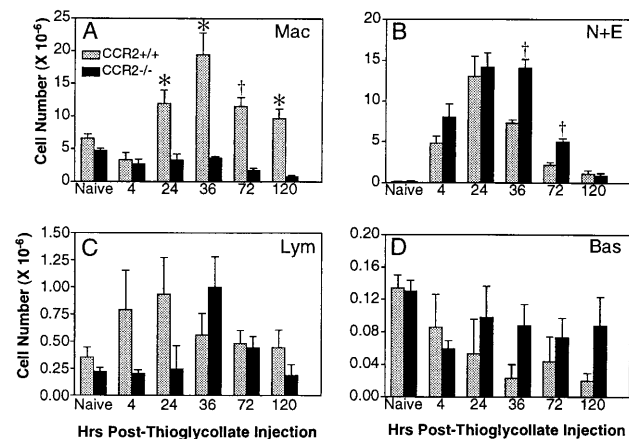 A
Mac
CCR2+/+
CCR2-/-
* * † *
Cell Number (X 10⁻⁶)
25
20
15
10
5
0
Naive 4 24 36 72 120
B
N+E
† †
15
10
5
0
Naive 4 24 36 72 120
C
Lym
Cell Number (X 10⁻⁶)
1.50
1.25
1.00
0.75
0.50
0.25
0.00
Naive 4 24 36 72 120
Hrs Post-Thioglycollate Injection
D
Bas
0.20
0.16
0.12
0.08
0.04
0.00
Naive 4 24 36 72 120
Hrs Post-Thioglycollate Injection